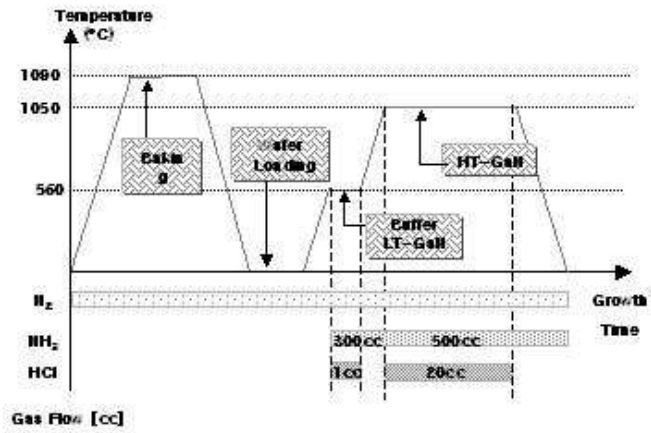 Temperature
(°C)
1090
1050
560
Bakin
g
Wafer
Loading
HT-GaN
Buffer
LT-GaN
N₂
Growth
Time
NH₃ 300cc 500cc
HCl 1cc 20cc
Gas Flow [cc]